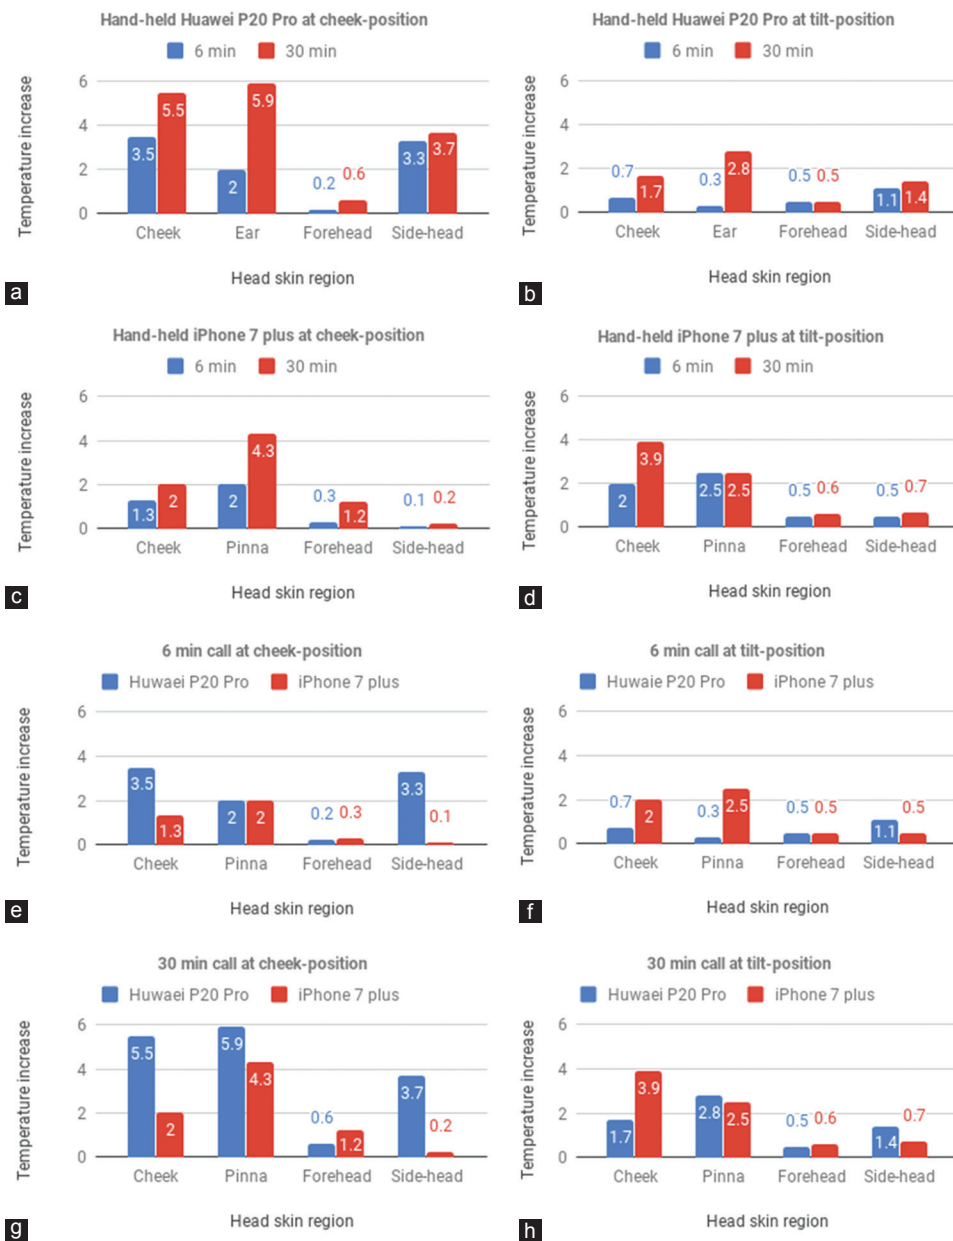 Hand-held Huawei P20 Pro at cheek-position
6 min 30 min
Temperature increase
6
4
2
0
3.5 5.5 2 5.9 0.2 0.6 3.3 3.7
Cheek Ear Forehead Side-head
Head skin region
a
Hand-held Huawei P20 Pro at tilt-position
6 min 30 min
Temperature increase
6
4
2
0
0.7 1.7 0.3 2.8 0.5 0.5 1.1 1.4
Cheek Ear Forehead Side-head
Head skin region
b
Hand-held iPhone 7 plus at cheek-position
6 min 30 min
Temperature increase
6
4
2
0
1.3 2 2 4.3 0.3 1.2 0.1 0.2
Cheek Pinna Forehead Side-head
Head skin region
c
Hand-held iPhone 7 plus at tilt-position
6 min 30 min
Temperature increase
6
4
2
0
2 3.9 2.5 2.5 0.5 0.6 0.5 0.7
Cheek Pinna Forehead Side-head
Head skin region
d
6 min call at cheek-position
Huwaei P20 Pro iPhone 7 plus
Temperature increase
6
4
2
0
3.5 1.3 2 2 0.2 0.3 3.3 0.1
Cheek Pinna Forehead Side-head
Head skin region
e
6 min call at tilt-position
Huwaie P20 Pro iPhone 7 plus
Temperature increase
6
4
2
0
0.7 2 0.3 2.5 0.5 0.5 1.1 0.5
Cheek Pinna Forehead Side-head
Head skin region
f
30 min call at cheek-position
Huwaei P20 Pro iPhone 7 plus
Temperature increase
6
4
2
0
5.5 2 5.9 4.3 0.6 1.2 3.7 0.2
Cheek Pinna Forehead Side-head
Head skin region
g
30 min call at tilt-position
Huwaei P20 Pro iPhone 7 plus
Temperature increase
6
4
2
0
1.7 3.9 2.8 2.5 0.5 0.6 1.4 0.7
Cheek Pinna Forehead Side-head
Head skin region
h